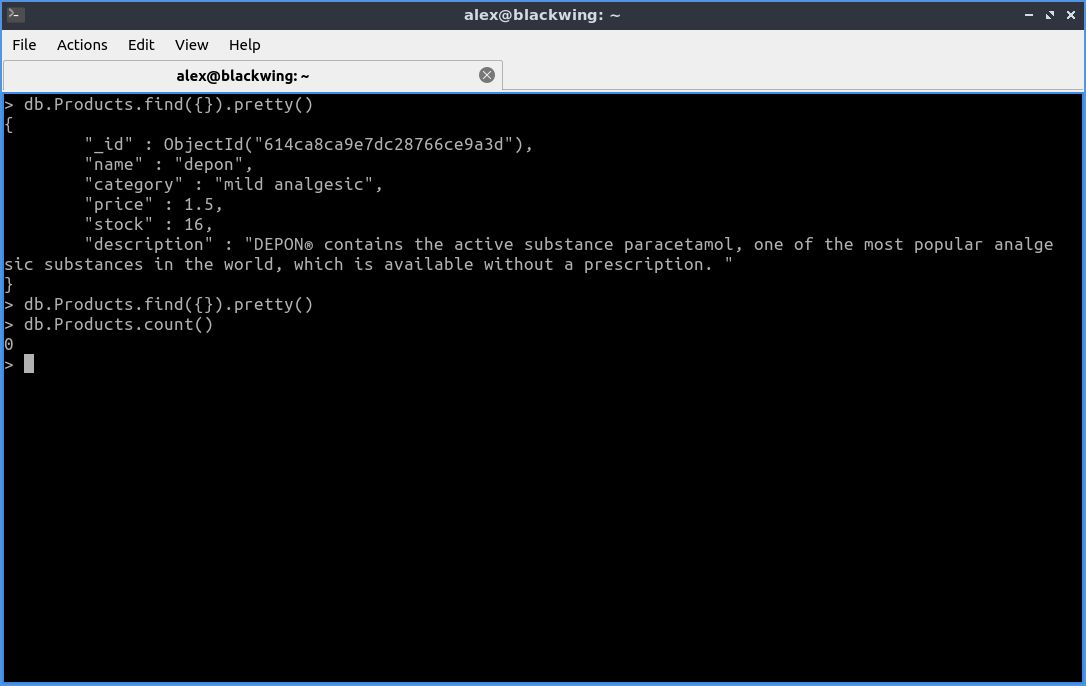 alex@blackwing: ~
File Actions Edit View Help
alex@blackwing: ~
> db.Products.find({}).pretty()
{
        "_id" : ObjectId("614ca8ca9e7dc28766ce9a3d"),
        "name" : "depon",
        "category" : "mild analgesic",
        "price" : 1.5,
        "stock" : 16,
        "description" : "DEPON® contains the active substance paracetamol, one of the most popular analge
sic substances in the world, which is available without a prescription. "
}
> db.Products.find({}).pretty()
> db.Products.count()
0
>